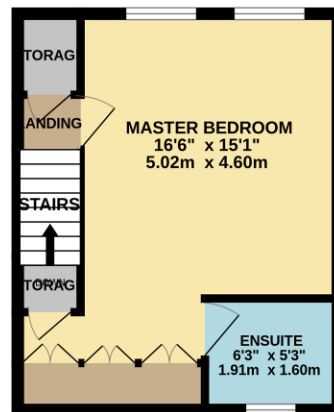 TORAG
LANDING
MASTER BEDROOM
16'6" x 15'1"
5.02m x 4.60m
STAIRS
DOWN
TORAG
ENSUITE
6'3" x 5'3"
1.91m x 1.60m